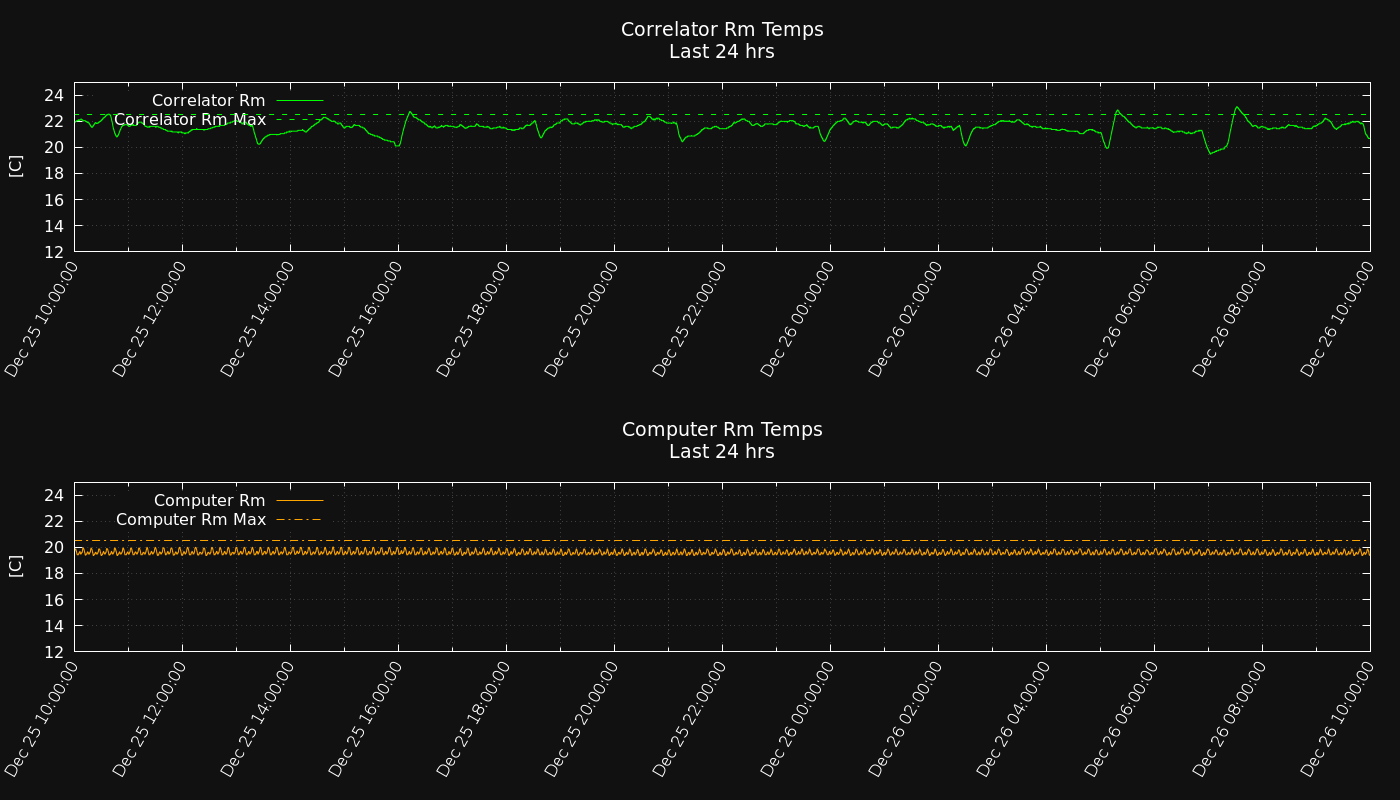 Correlator Rm Temps
Last 24 hrs
Correlator Rm
Correlator Rm Max
[C]
24
22
20
18
16
14
12
Dec 25 10:00:00
Dec 25 12:00:00
Dec 25 14:00:00
Dec 25 16:00:00
Dec 25 18:00:00
Dec 25 20:00:00
Dec 25 22:00:00
Dec 26 00:00:00
Dec 26 02:00:00
Dec 26 04:00:00
Dec 26 06:00:00
Dec 26 08:00:00
Dec 26 10:00:00
Computer Rm Temps
Last 24 hrs
Computer Rm
Computer Rm Max
[C]
24
22
20
18
16
14
12
Dec 25 10:00:00
Dec 25 12:00:00
Dec 25 14:00:00
Dec 25 16:00:00
Dec 25 18:00:00
Dec 25 20:00:00
Dec 25 22:00:00
Dec 26 00:00:00
Dec 26 02:00:00
Dec 26 04:00:00
Dec 26 06:00:00
Dec 26 08:00:00
Dec 26 10:00:00